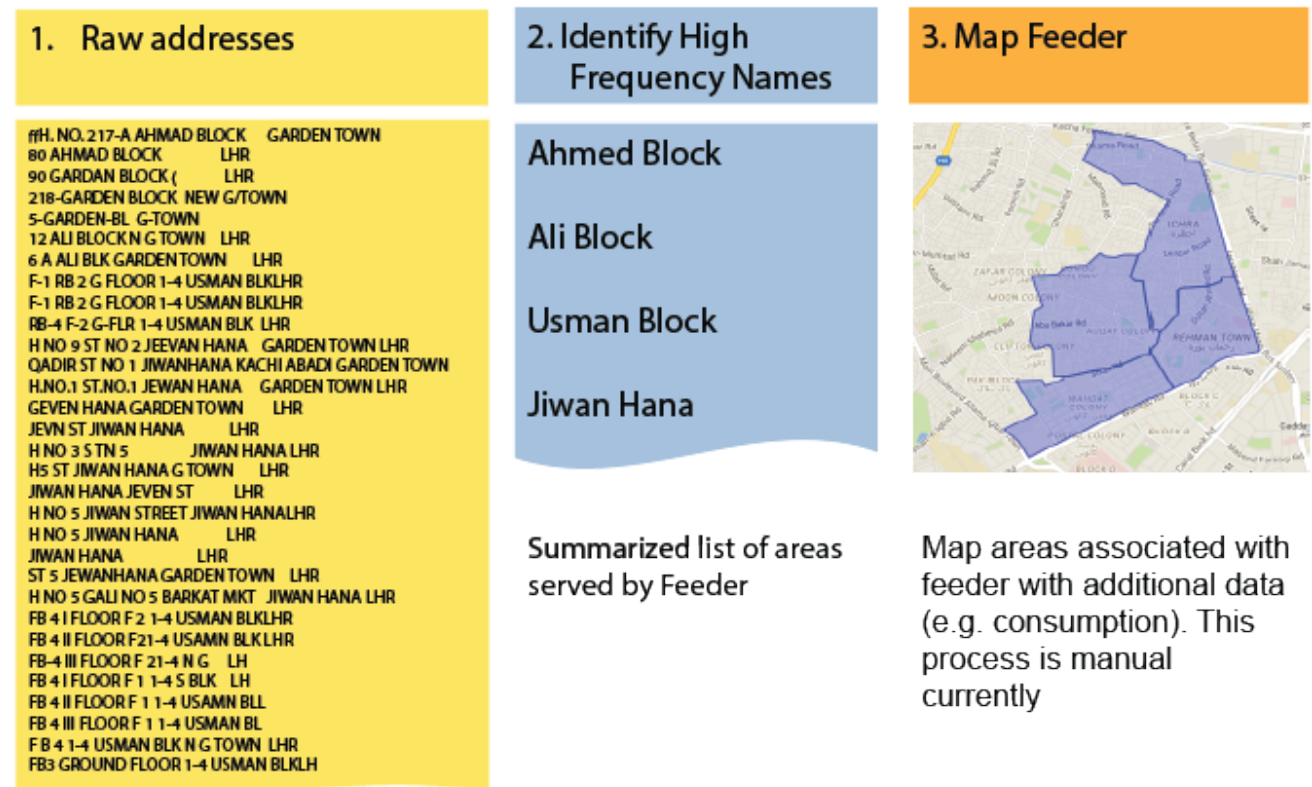 1. Raw addresses
ffH. NO. 217-A AHMAD BLOCK GARDEN TOWN
80 AHMAD BLOCK LHR
90 GARDAN BLOCK ( LHR
218-GARDEN BLOCK NEW G/TOWN
5-GARDEN-BL G-TOWN
12 ALI BLOCK N G TOWN LHR
6 A ALI BLK GARDEN TOWN LHR
F-1 RB 2 G FLOOR 1-4 USMAN BLKLHR
F-1 RB 2 G FLOOR 1-4 USMAN BLKLHR
RB-4 F-2 G-FLR 1-4 USMAN BLK LHR
H NO 9 ST NO 2 JEEVAN HANA GARDEN TOWN LHR
QADIR ST NO 1 JIWANHANA KACHI ABADI GARDEN TOWN
H.NO.1 ST.NO.1 JEWAN HANA GARDEN TOWN LHR
GEVEN HANA GARDEN TOWN LHR
JEVN ST JIWAN HANA LHR
H NO 3 S TN 5 JIWAN HANA LHR
H5 ST JIWAN HANA G TOWN LHR
JIWAN HANA JEVEN ST LHR
H NO 5 JIWAN STREET JIWAN HANALHR
H NO 5 JIWAN HANA LHR
JIWAN HANA LHR
ST 5 JEWANHANA GARDEN TOWN LHR
H NO 5 GALI NO 5 BARKAT MKT JIWAN HANA LHR
FB 4 I FLOOR F 2 1-4 USMAN BLKLHR
FB 4 II FLOOR F21-4 USAMN BLK LHR
FB-4 III FLOOR F 21-4 N G LH
FB 4 I FLOOR F 1 1-4 S BLK LH
FB 4 II FLOOR F 1 1-4 USAMN BLL
FB 4 III FLOOR F 1 1-4 USMAN BL
F B 4 1-4 USMAN BLK N G TOWN LHR
FB3 GROUND FLOOR 1-4 USMAN BLKLH
2. Identify High
Frequency Names
Ahmed Block
Ali Block
Usman Block
Jiwan Hana
Summarized list of areas
served by Feeder
3. Map Feeder
ICHRA
ZAFAR COLONY
MOON COLONY
Abu Bakar Rd
REHMAN TOWN
رحمان ٹاؤن
BLOCK C
POSTAL COLONY
BLOCK D
Canal Bank Rd
Map areas associated with
feeder with additional data
(e.g. consumption). This
process is manual
currently